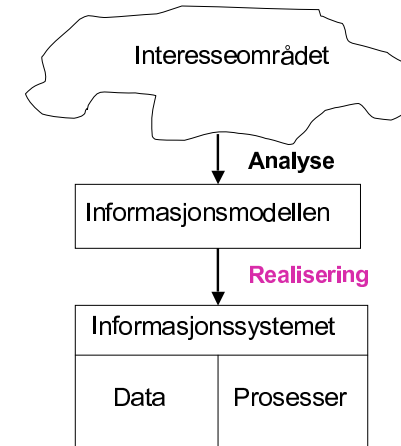 Interesseområdet
Analyse
Informasjonsmodellen
Realisering
Informasjonssystemet
Data
Prosesser